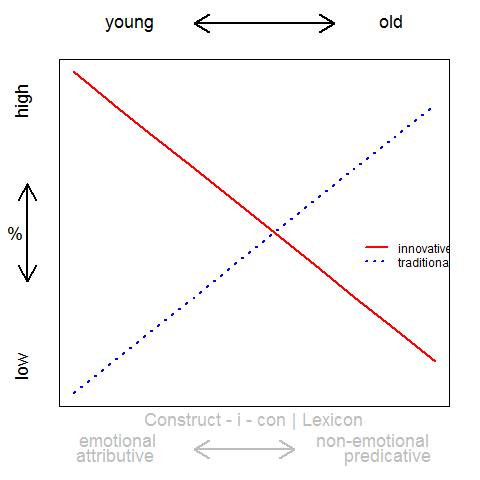 young old
high
%
low
innovative
traditional
Construct - i - con | Lexicon
emotional non-emotional
attributive predicative